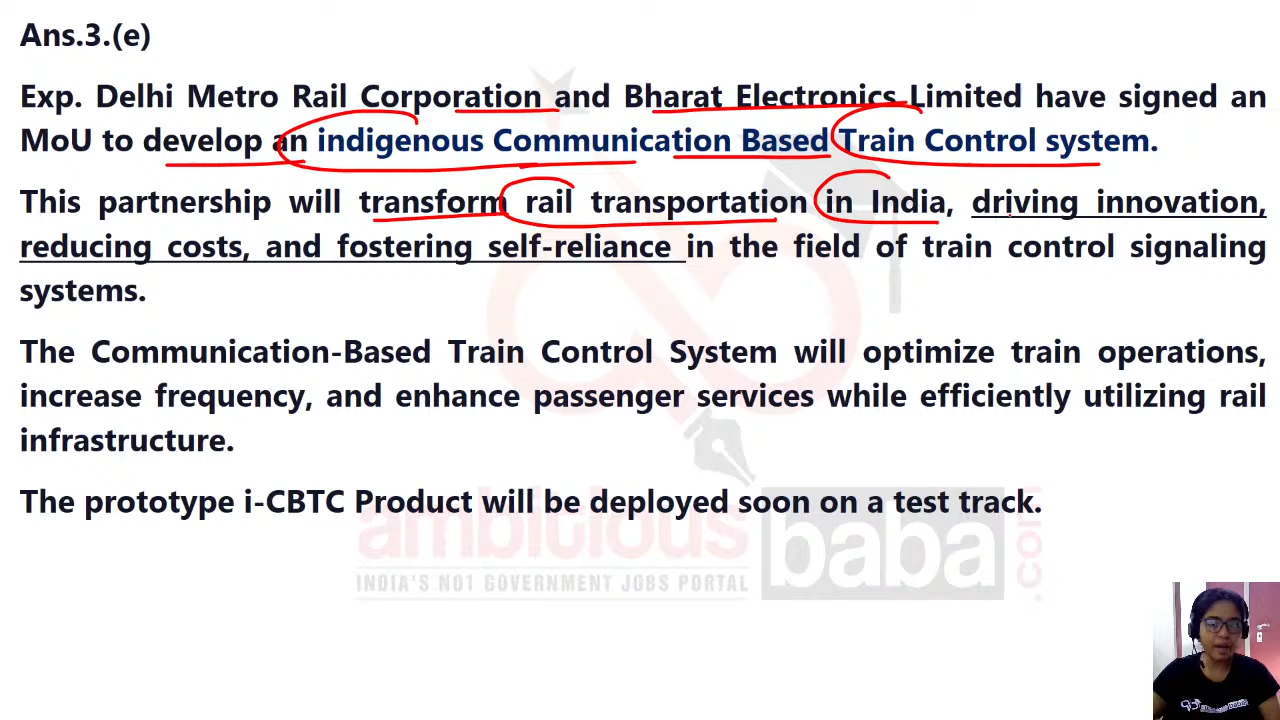 Ans.3.(e)
Exp. Delhi Metro Rail Corporation and Bharat Electronics Limited have signed an
MoU to develop an indigenous Communication Based Train Control system.
This partnership will transform rail transportation in India, driving innovation,
reducing costs, and fostering self-reliance in the field of train control signaling
systems.
The Communication-Based Train Control System will optimize train operations,
increase frequency, and enhance passenger services while efficiently utilizing rail
infrastructure.
The prototype i-CBTC Product will be deployed soon on a test track.
ambitious baba .com
INDIA'S NO1 GOVERNMENT JOBS PORTAL